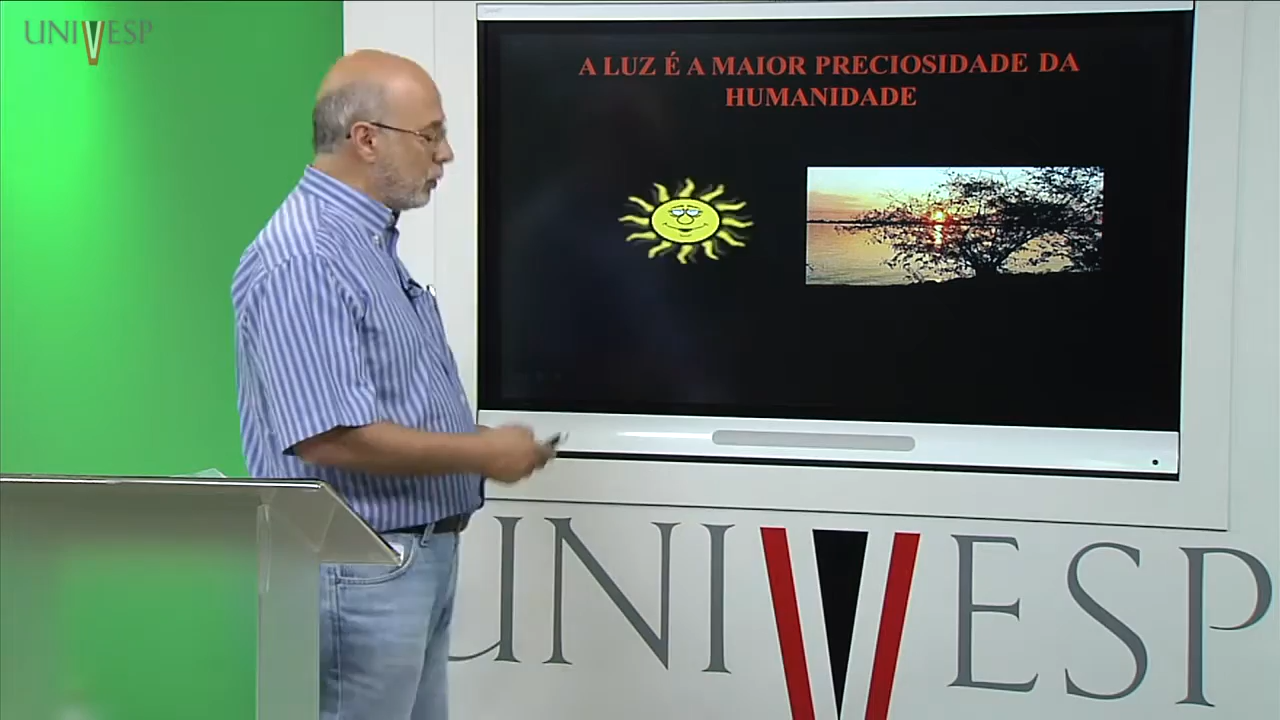 UNIVESP
A LUZ É A MAIOR PRECIOSIDADE DA
HUMANIDADE
UNIVESP